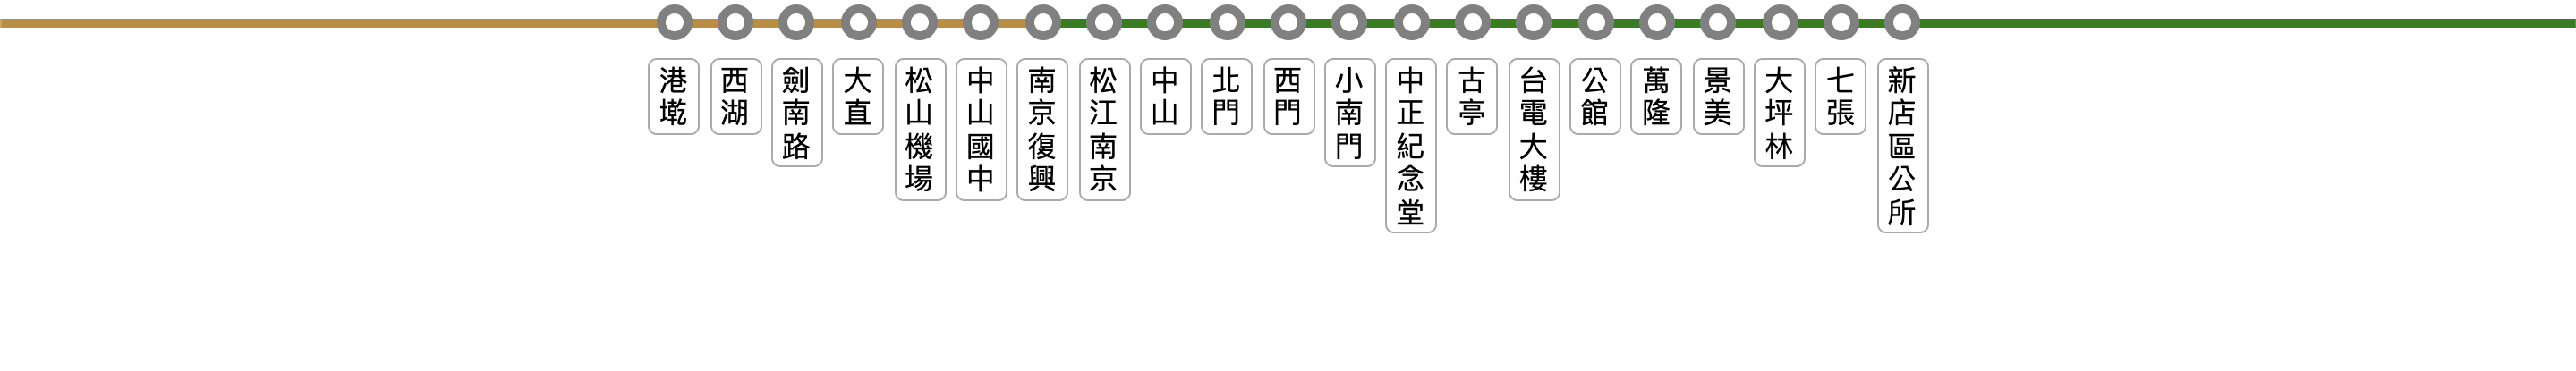 港墘
西湖
劍南路
大直
松山機場
中山國中
南京復興
松江南京
中山
北門
西門
小南門
中正紀念堂
古亭
台電大樓
公館
萬隆
景美
大坪林
七張
新店區公所